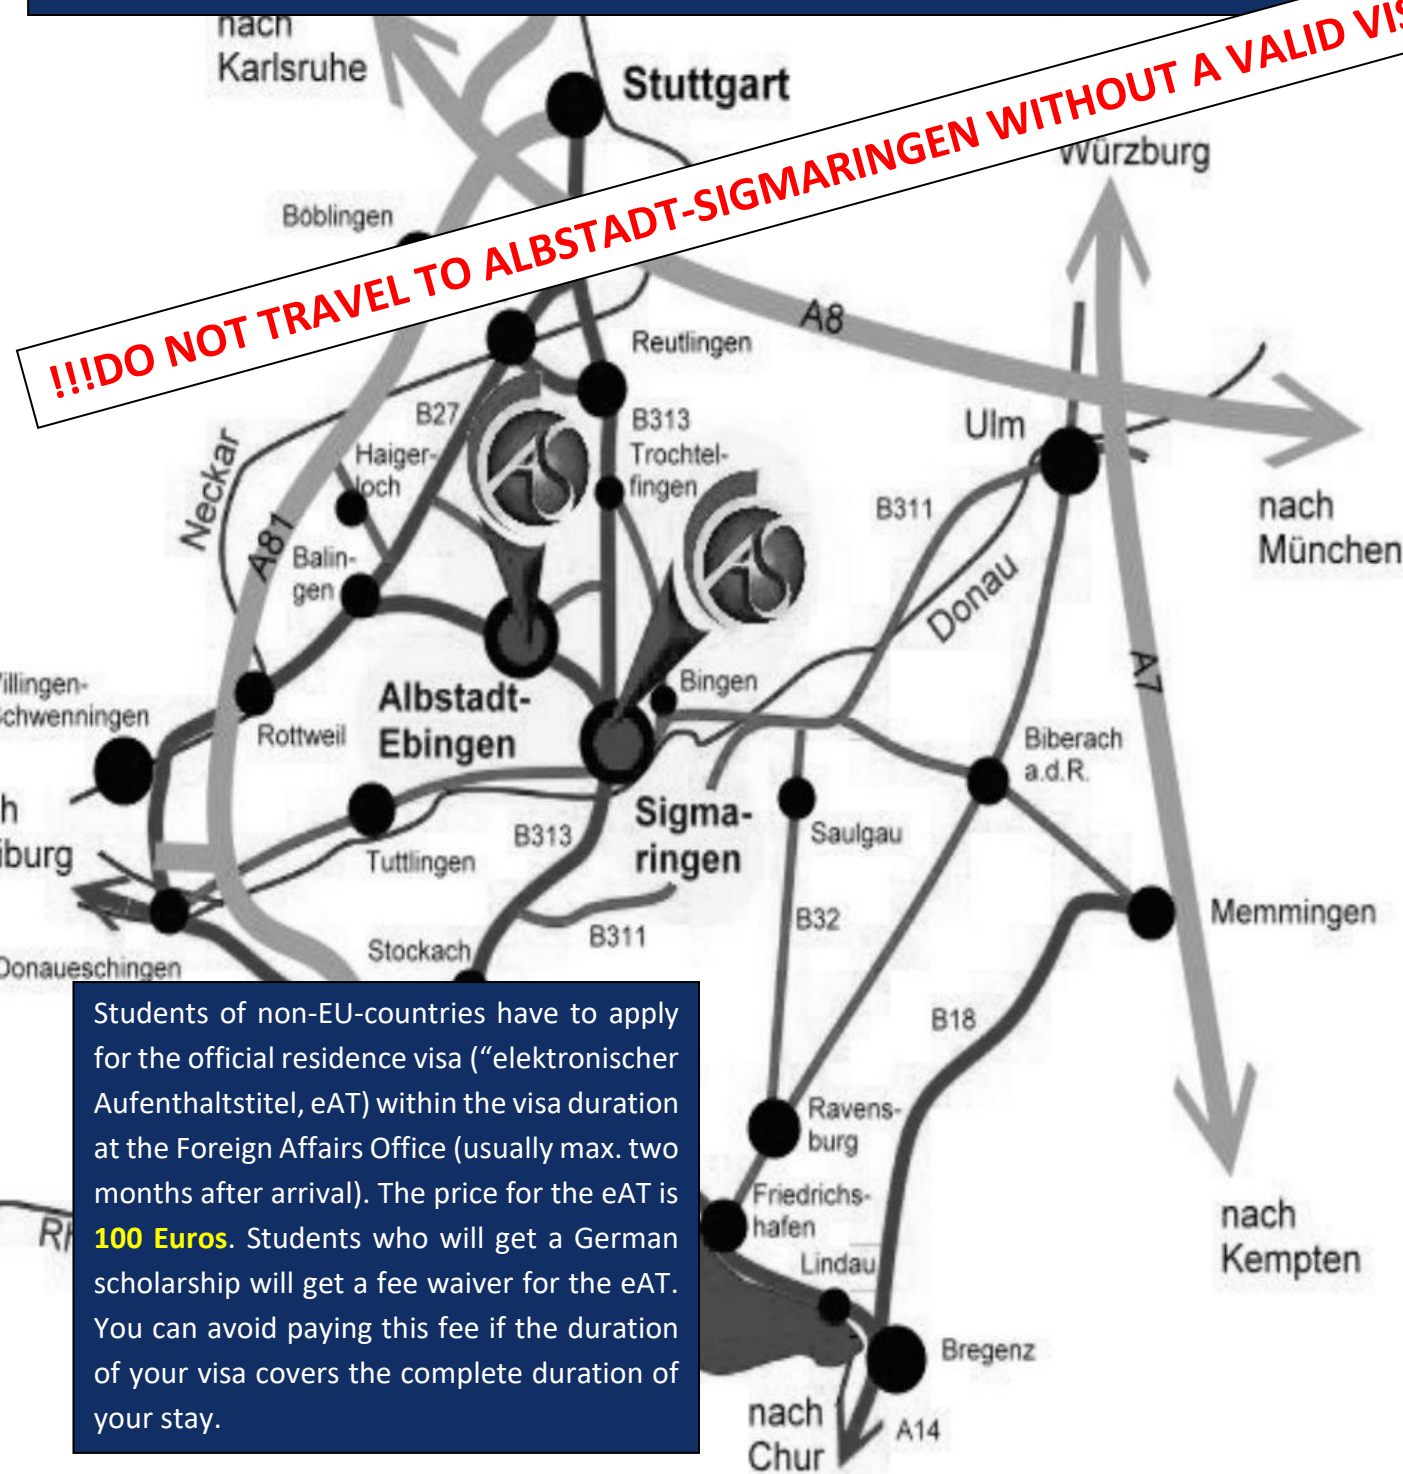 nach
Karlsruhe
Stuttgart
!!!DO NOT TRAVEL TO ALBSTADT-SIGMARINGEN WITHOUT A VALID
Würzburg
Böblingen
A8
Reutlingen
B27
B313
Ulm
Trochtel-
fingen
Haiger-
loch
Neckar
B311
nach
München
A81
Balin-
gen
Donau
A7
Bingen
Schwenningen
Albstadt-
Ebingen
Rottweil
Biberach
a.d.R.
Sigma-
ringen
B313
Saulgau
Tuttlingen
Memmingen
B32
B311
Stockach
Donaueschingen
B18
Students of non-EU-countries have to apply
for the official residence visa (“elektronischer
Aufenthaltstitel, eAT) within the visa duration
at the Foreign Affairs Office (usually max. two
months after arrival). The price for the eAT is
100 Euros. Students who will get a German
scholarship will get a fee waiver for the eAT.
You can avoid paying this fee if the duration
of your visa covers the complete duration of
your stay.
Ravens-
burg
Friedrichs-
hafen
Lindau
nach
Kempten
Bregenz
nach
Chur
A14